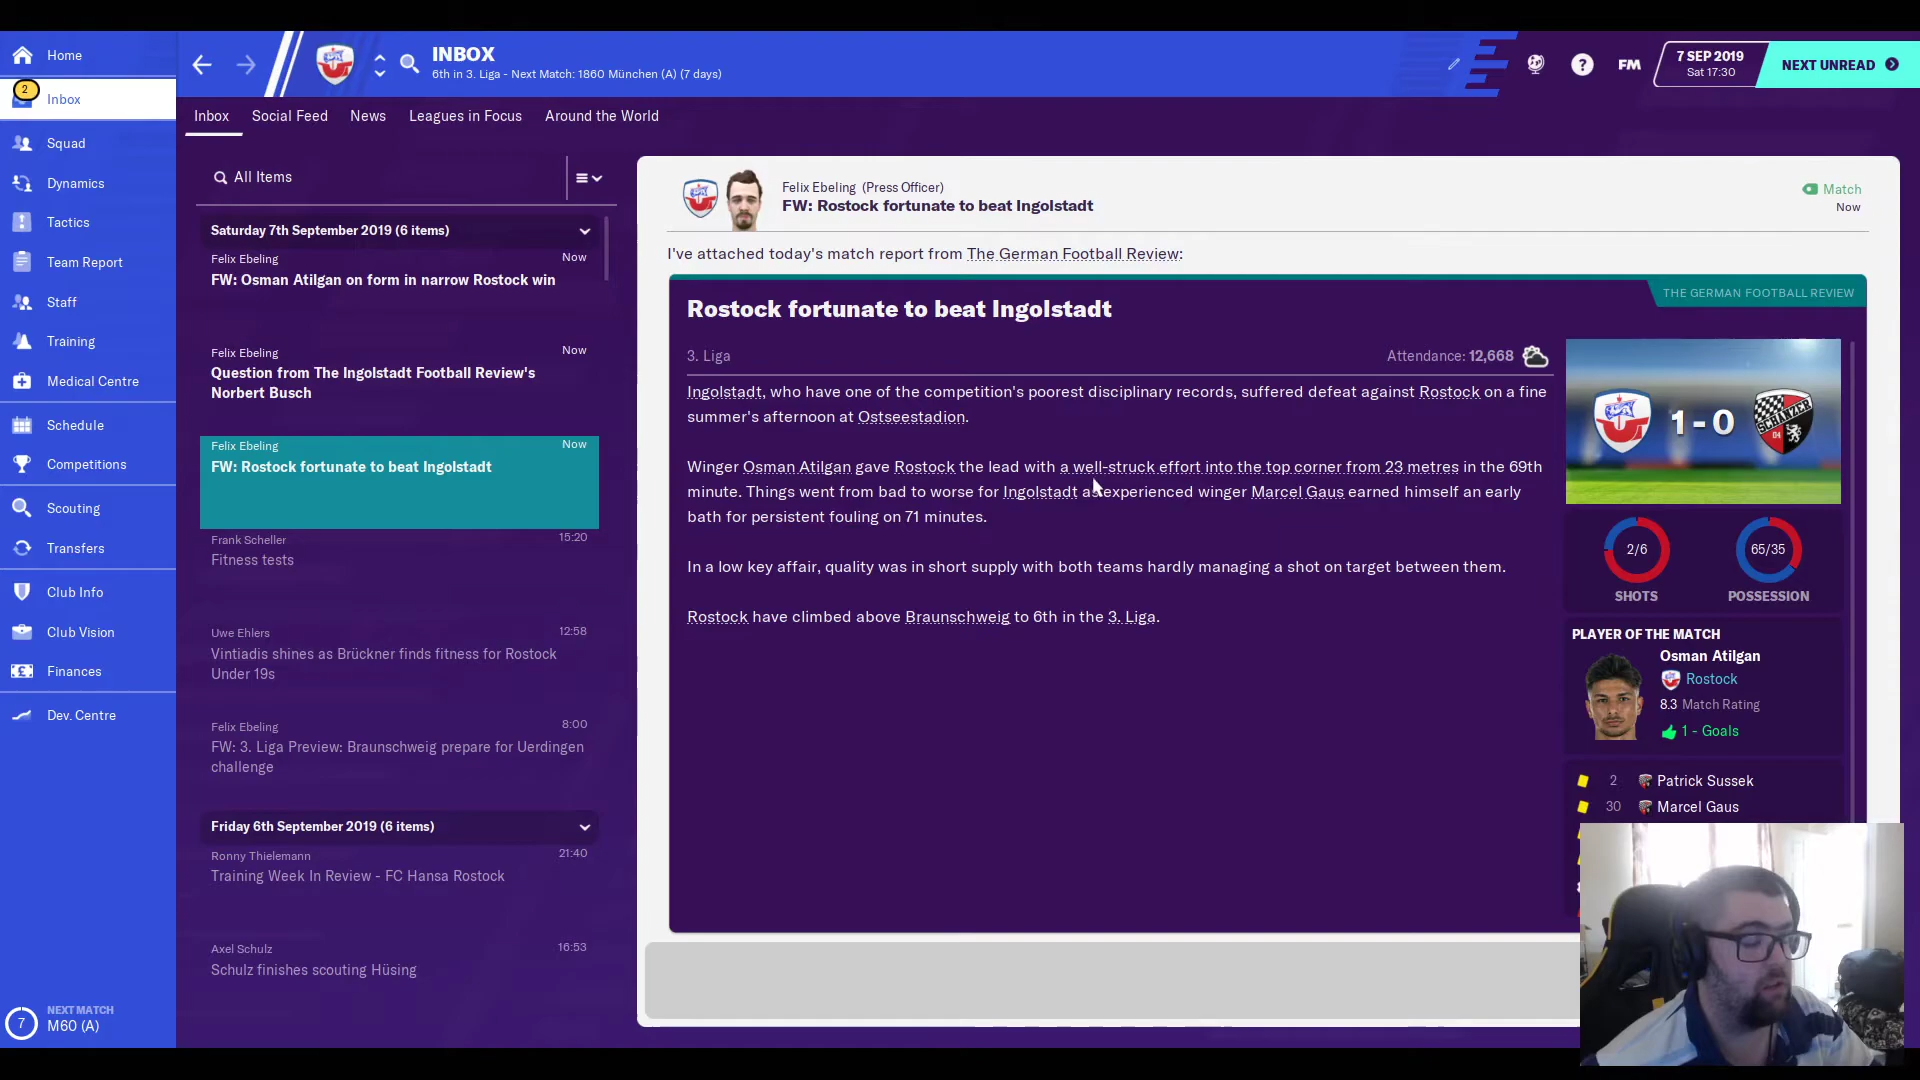 Home
2
Inbox
Squad
Dynamics
Tactics
Team Report
Staff
Training
Medical Centre
Schedule
Competitions
Scouting
Transfers
Club Info
Club Vision
Finances
Dev. Centre
7
NEXT MATCH
M60 (A)
INBOX
6th in 3. Liga - Next Match: 1860 München (A) (7 days)
?
FM
7 SEP 2019
Sat 17:30
NEXT UNREAD
Inbox
Social Feed
News
Leagues in Focus
Around the World
All Items
Saturday 7th September 2019 (6 items)
Felix Ebeling
Now
FW: Osman Atilgan on form in narrow Rostock win
Felix Ebeling
Now
Question from The Ingolstadt Football Review's
Norbert Busch
Felix Ebeling
Now
FW: Rostock fortunate to beat Ingolstadt
Frank Scheller
15:20
Fitness tests
Uwe Ehlers
12:58
Vintiadis shines as Brückner finds fitness for Rostock
Under 19s
Felix Ebeling
8:00
FW: 3. Liga Preview: Braunschweig prepare for Uerdingen
challenge
Friday 6th September 2019 (6 items)
Ronny Thielemann
21:40
Training Week In Review - FC Hansa Rostock
Axel Schulz
16:53
Schulz finishes scouting Hüsing
Felix Ebeling (Press Officer)
FW: Rostock fortunate to beat Ingolstadt
Match
Now
I've attached today's match report from The German Football Review:
THE GERMAN FOOTBALL REVIEW
Rostock fortunate to beat Ingolstadt
3. Liga
Attendance: 12,668
Ingolstadt, who have one of the competition's poorest disciplinary records, suffered defeat against Rostock on a fine
summer's afternoon at Ostseestadion.
Winger Osman Atilgan gave Rostock the lead with a well-struck effort into the top corner from 23 metres in the 69th
minute. Things went from bad to worse for Ingolstadt as experienced winger Marcel Gaus earned himself an early
bath for persistent fouling on 71 minutes.
In a low key affair, quality was in short supply with both teams hardly managing a shot on target between them.
Rostock have climbed above Braunschweig to 6th in the 3. Liga.
1 - 0
SCHANZER
04
2/6
SHOTS
65/35
POSSESSION
PLAYER OF THE MATCH
Osman Atilgan
Rostock
8.3 Match Rating
1 - Goals
2 Patrick Sussek
30 Marcel Gaus